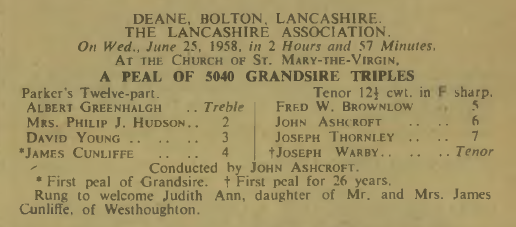 DEANE, BOLTON, LANCASHIRE.
THE LANCASHIRE ASSOCIATION.
On Wed., June 25, 1958, in 2 Hours and 57 Minutes,
AT THE CHURCH OF ST. MARY-THE-VIRGIN,
A PEAL OF 5040 GRANDSIRE TRIPLES
Parker's Twelve-part. Tenor 12½ cwt. in F sharp.
ALBERT GREENHALGH .. Treble
MRS. PHILIP J. HUDSON.. 2
DAVID YOUNG .. .. .. 3
*JAMES CUNLIFFE .. .. 4
FRED W. BROWNLOW .. 5
JOHN ASHCROFT .. .. 6
JOSEPH THORNLEY .. .. 7
†JOSEPH WARBY.. .. Tenor
Conducted by JOHN ASHCROFT.
* First peal of Grandsire. † First peal for 26 years.
Rung to welcome Judith Ann, daughter of Mr. and Mrs. James
Cunliffe, of Westhoughton.